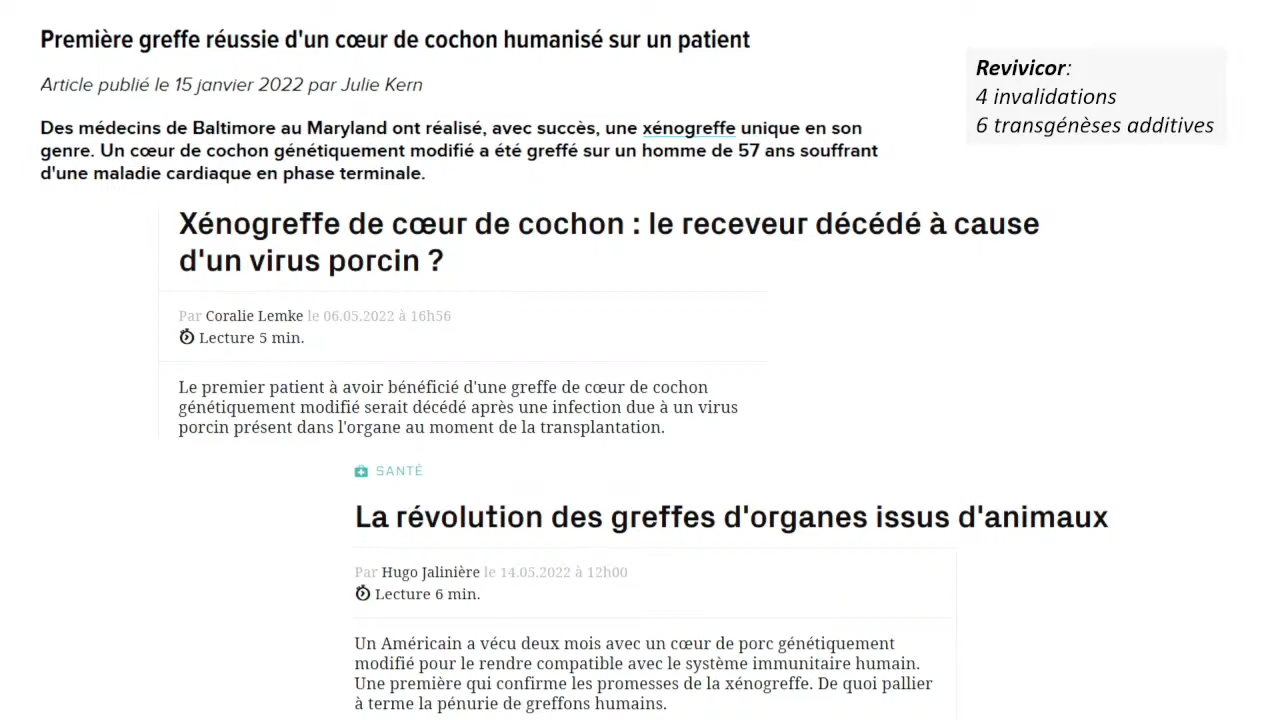 Première greffe réussie d'un cœur de cochon humanisé sur un patient
Article publié le 15 janvier 2022 par Julie Kern
Des médecins de Baltimore au Maryland ont réalisé, avec succès, une xénogreffe unique en son
genre. Un cœur de cochon génétiquement modifié a été greffé sur un homme de 57 ans souffrant
d'une maladie cardiaque en phase terminale.
Revivicor:
4 invalidations
6 transgénèses additives
Xénogreffe de cœur de cochon : le receveur décédé à cause
d'un virus porcin ?
Par Coralie Lemke le 06.05.2022 à 16h56
Lecture 5 min.
Le premier patient à avoir bénéficié d'une greffe de cœur de cochon
génétiquement modifié serait décédé après une infection due à un virus
porcin présent dans l'organe au moment de la transplantation.
SANTÉ
La révolution des greffes d'organes issus d'animaux
Par Hugo Jalinière le 14.05.2022 à 12h00
Lecture 6 min.
Un Américain a vécu deux mois avec un cœur de porc génétiquement
modifié pour le rendre compatible avec le système immunitaire humain.
Une première qui confirme les promesses de la xénogreffe. De quoi pallier
à terme la pénurie de greffons humains.